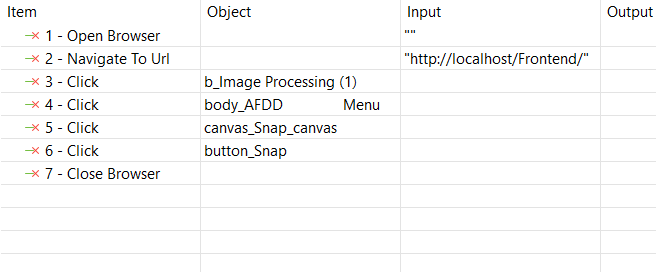 Item Object Input Output
1 - Open Browser ""
2 - Navigate To Url "http://localhost/Frontend/"
3 - Click b_Image Processing (1)
4 - Click body_AFDD Menu
5 - Click canvas_Snap_canvas
6 - Click button_Snap
7 - Close Browser